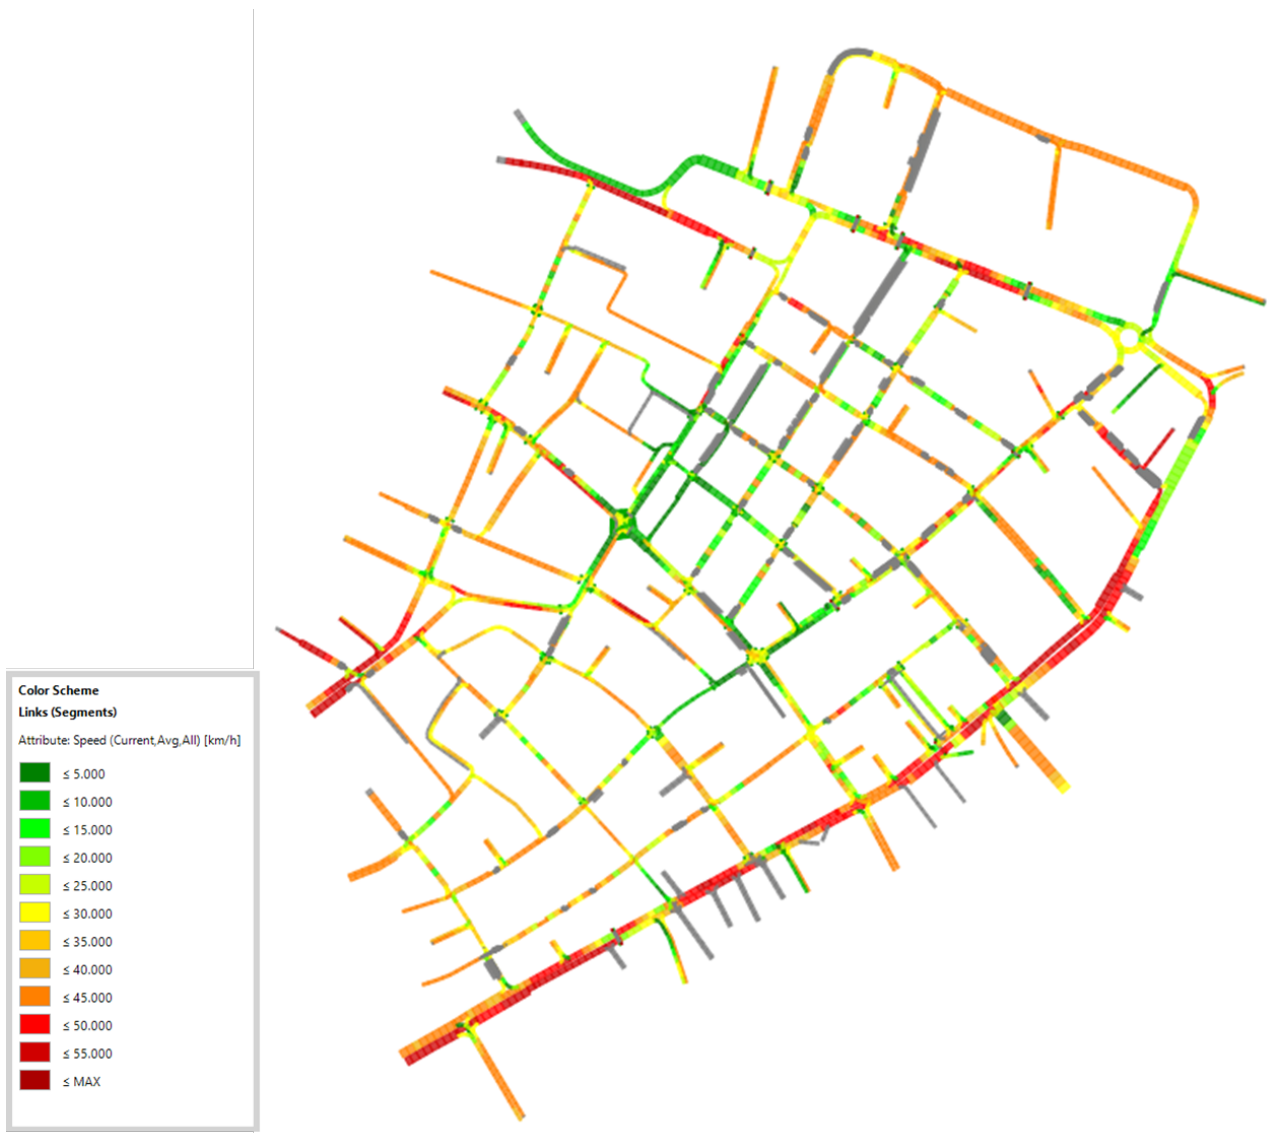 Color Scheme
Links (Segments)
Attribute: Speed (Current,Avg,All) [km/h]
≤ 5.000
≤ 10.000
≤ 15.000
≤ 20.000
≤ 25.000
≤ 30.000
≤ 35.000
≤ 40.000
≤ 45.000
≤ 50.000
≤ 55.000
≤ MAX